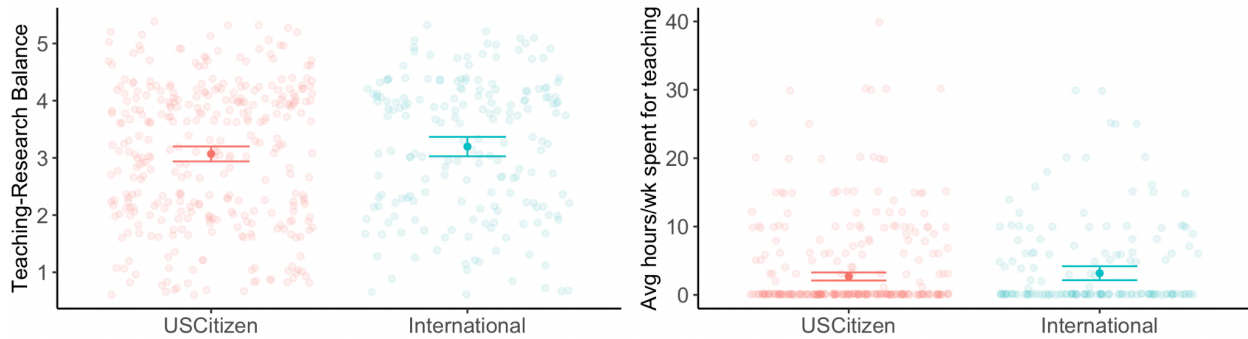 Teaching-Research Balance
5
4
3
2
1
USCitizen International
Avg hours/wk spent for teaching
40
30
20
10
0
USCitizen International